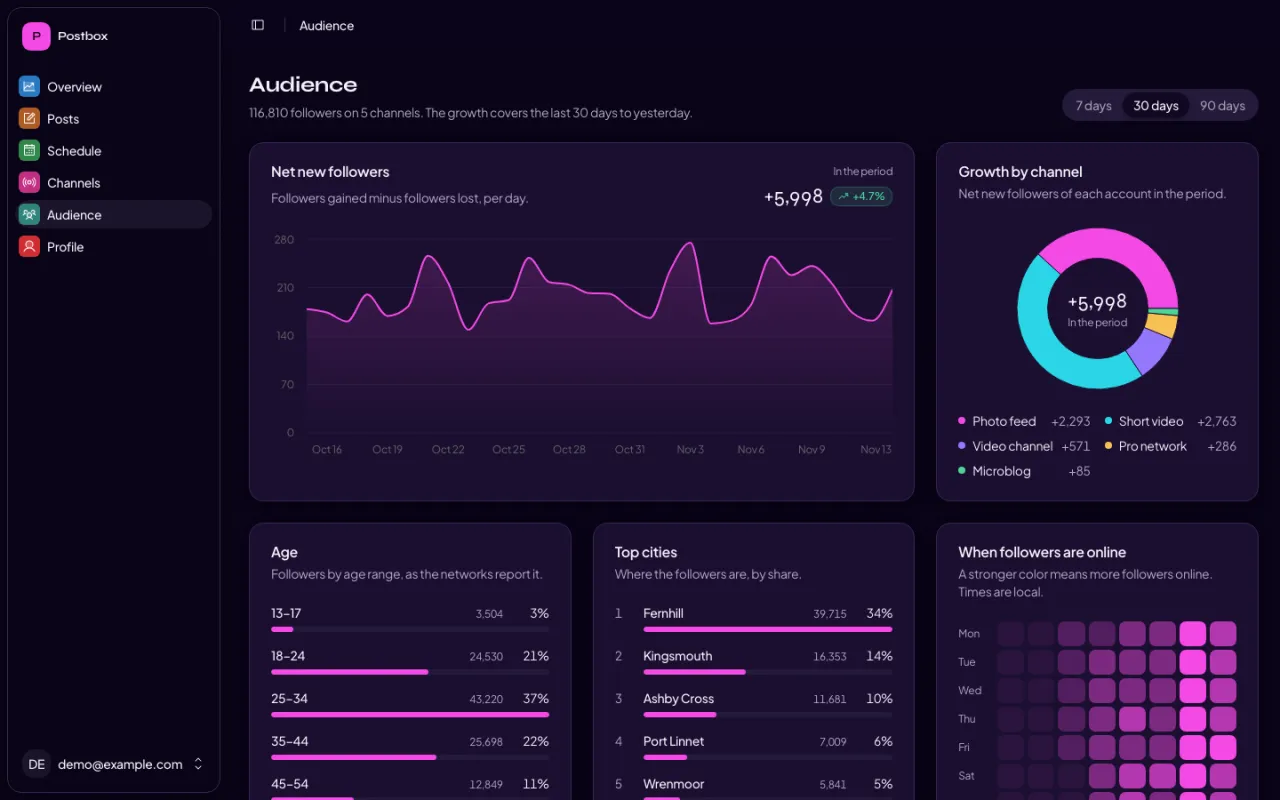 P Postbox
Overview
Posts
Schedule
Channels
Audience
Profile
DE demo@example.com
Audience
Audience
116,810 followers on 5 channels. The growth covers the last 30 days to yesterday.
7 days 30 days 90 days
Net new followers
Followers gained minus followers lost, per day.
In the period
+5,998 +4.7%
280
210
140
70
0
Oct 16 Oct 19 Oct 22 Oct 25 Oct 28 Oct 31 Nov 3 Nov 6 Nov 9 Nov 13
Growth by channel
Net new followers of each account in the period.
+5,998
In the period
Photo feed +2,293 Short video +2,763
Video channel +571 Pro network +286
Microblog +85
Age
Followers by age range, as the networks report it.
13–17 3,504 3%
18–24 24,530 21%
25–34 43,220 37%
35–44 25,698 22%
45–54 12,849 11%
Top cities
Where the followers are, by share.
1 Fernhill 39,715 34%
2 Kingsmouth 16,353 14%
3 Ashby Cross 11,681 10%
4 Port Linnet 7,009 6%
5 Wrenmoor 5,841 5%
When followers are online
A stronger color means more followers online.
Times are local.
Mon
Tue
Wed
Thu
Fri
Sat